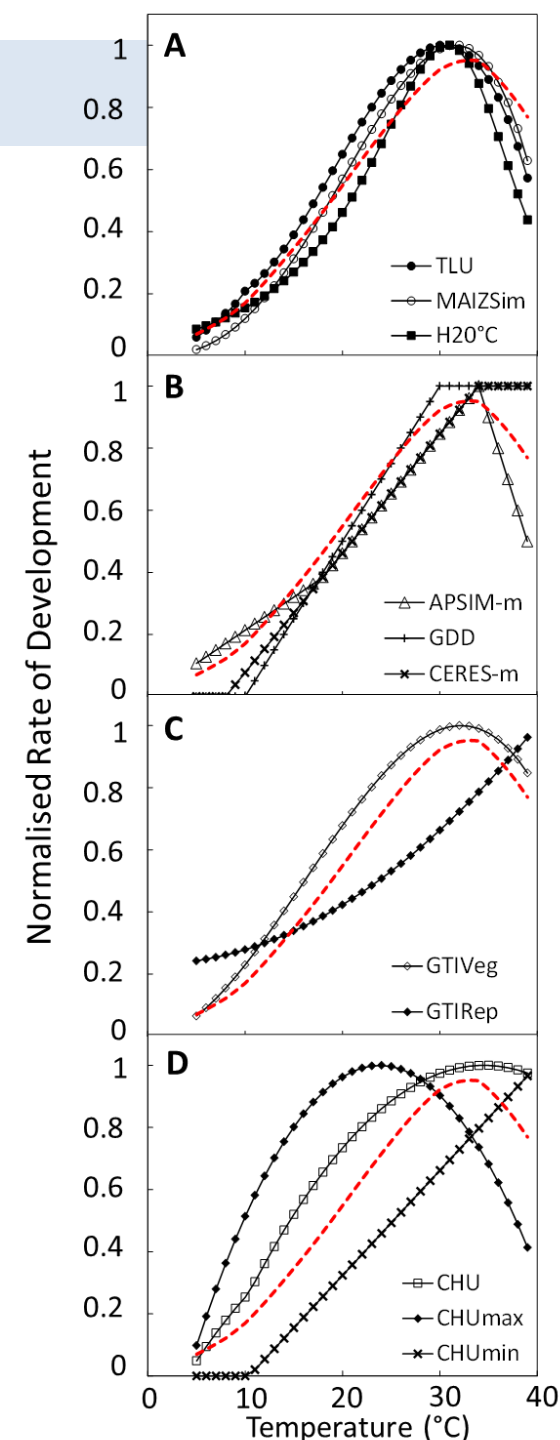 A
1
0.8
0.6
0.4
0.2
0
TLU
MAIZSim
H20°C
B
1
0.8
0.6
0.4
0.2
0
APSIM-m
GDD
CERES-m
Normalised Rate of Development
C
1
0.8
0.6
0.4
0.2
0
GTIVeg
GTIRep
D
1
0.8
0.6
0.4
0.2
0
CHU
CHUmax
CHUmin
0 10 20 30 40
Temperature (°C)